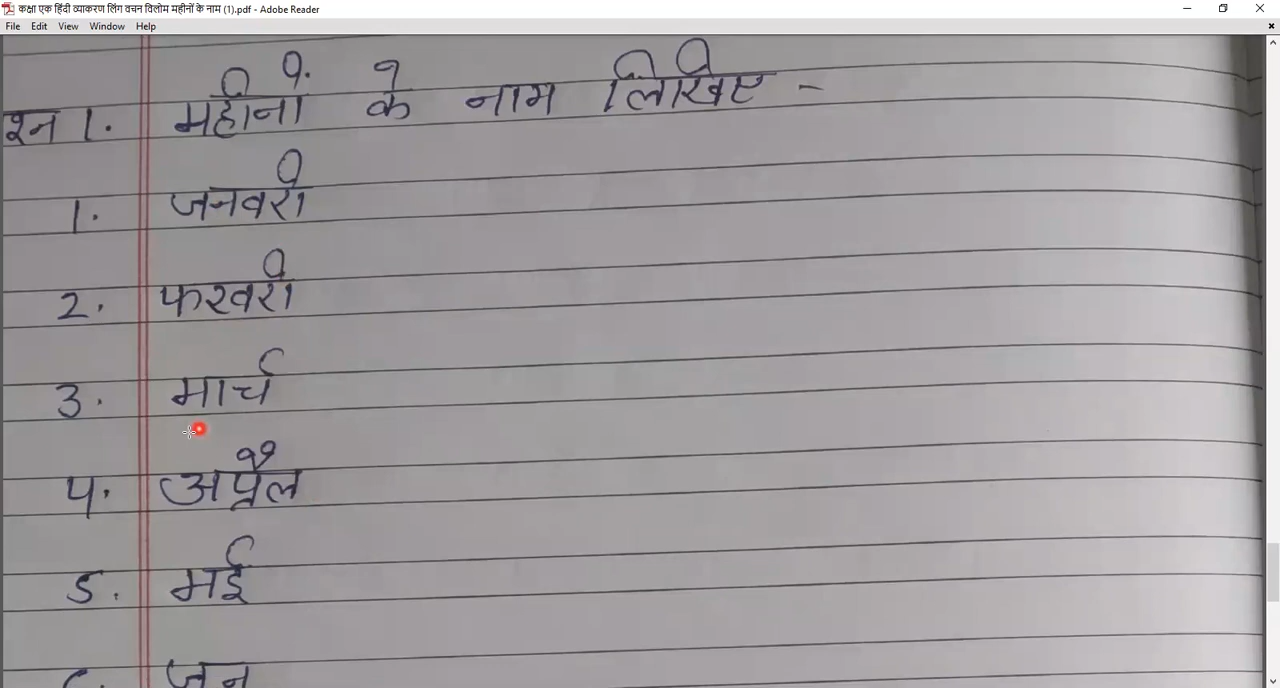 कक्षा एक हिंदी व्याकरण लिंग वचन विलोम महीनों के नाम (1).pdf - Adobe Reader
File Edit View Window Help
श्न 1. महीनों के नाम लिखिए -
1. जनवरी
2. फरवरी
3. मार्च
4. अप्रैल
5. मई
जून